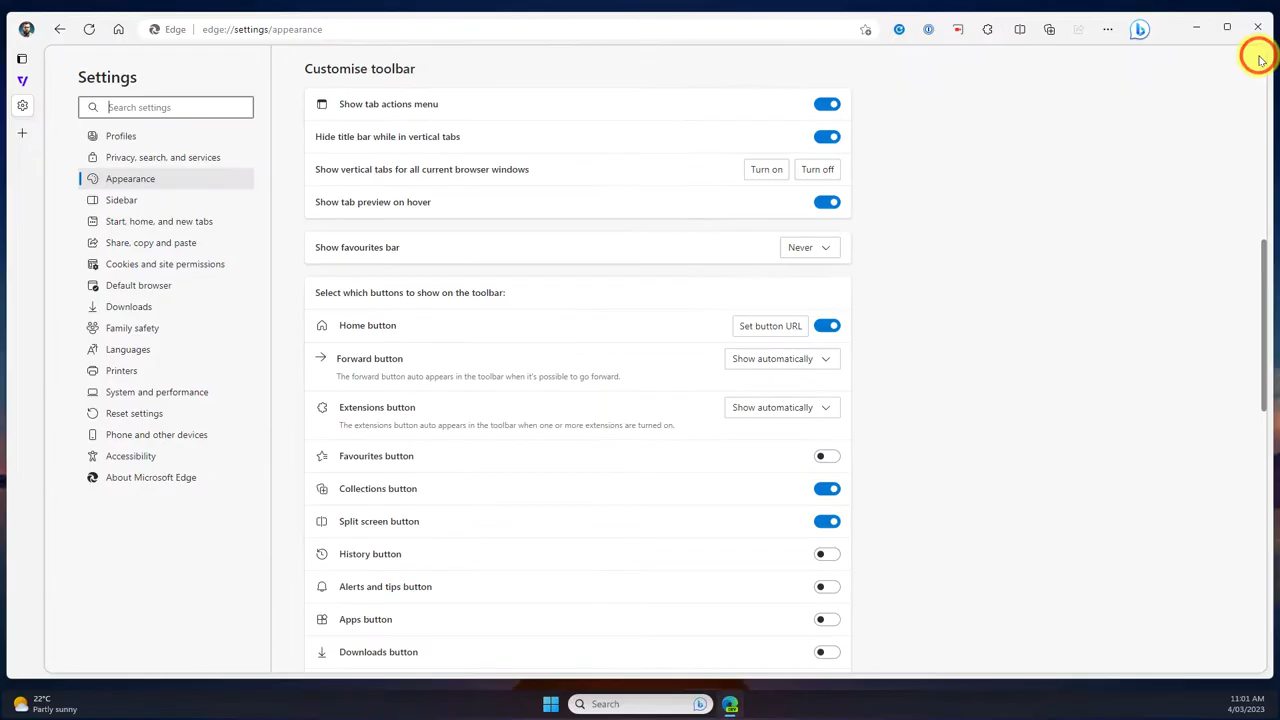 Edge edge://settings/appearance
Settings
Search settings
Profiles
Privacy, search, and services
Appearance
Sidebar
Start, home, and new tabs
Share, copy and paste
Cookies and site permissions
Default browser
Downloads
Family safety
Languages
Printers
System and performance
Reset settings
Phone and other devices
Accessibility
About Microsoft Edge
Customise toolbar
Show tab actions menu
Hide title bar while in vertical tabs
Show vertical tabs for all current browser windows Turn on Turn off
Show tab preview on hover
Show favourites bar Never
Select which buttons to show on the toolbar:
Home button Set button URL
Forward button Show automatically
The forward button auto appears in the toolbar when it's possible to go forward.
Extensions button Show automatically
The extensions button auto appears in the toolbar when one or more extensions are turned on.
Favourites button
Collections button
Split screen button
History button
Alerts and tips button
Apps button
Downloads button
22°C
Partly sunny
Search
DEV
11:01 AM
4/03/2023